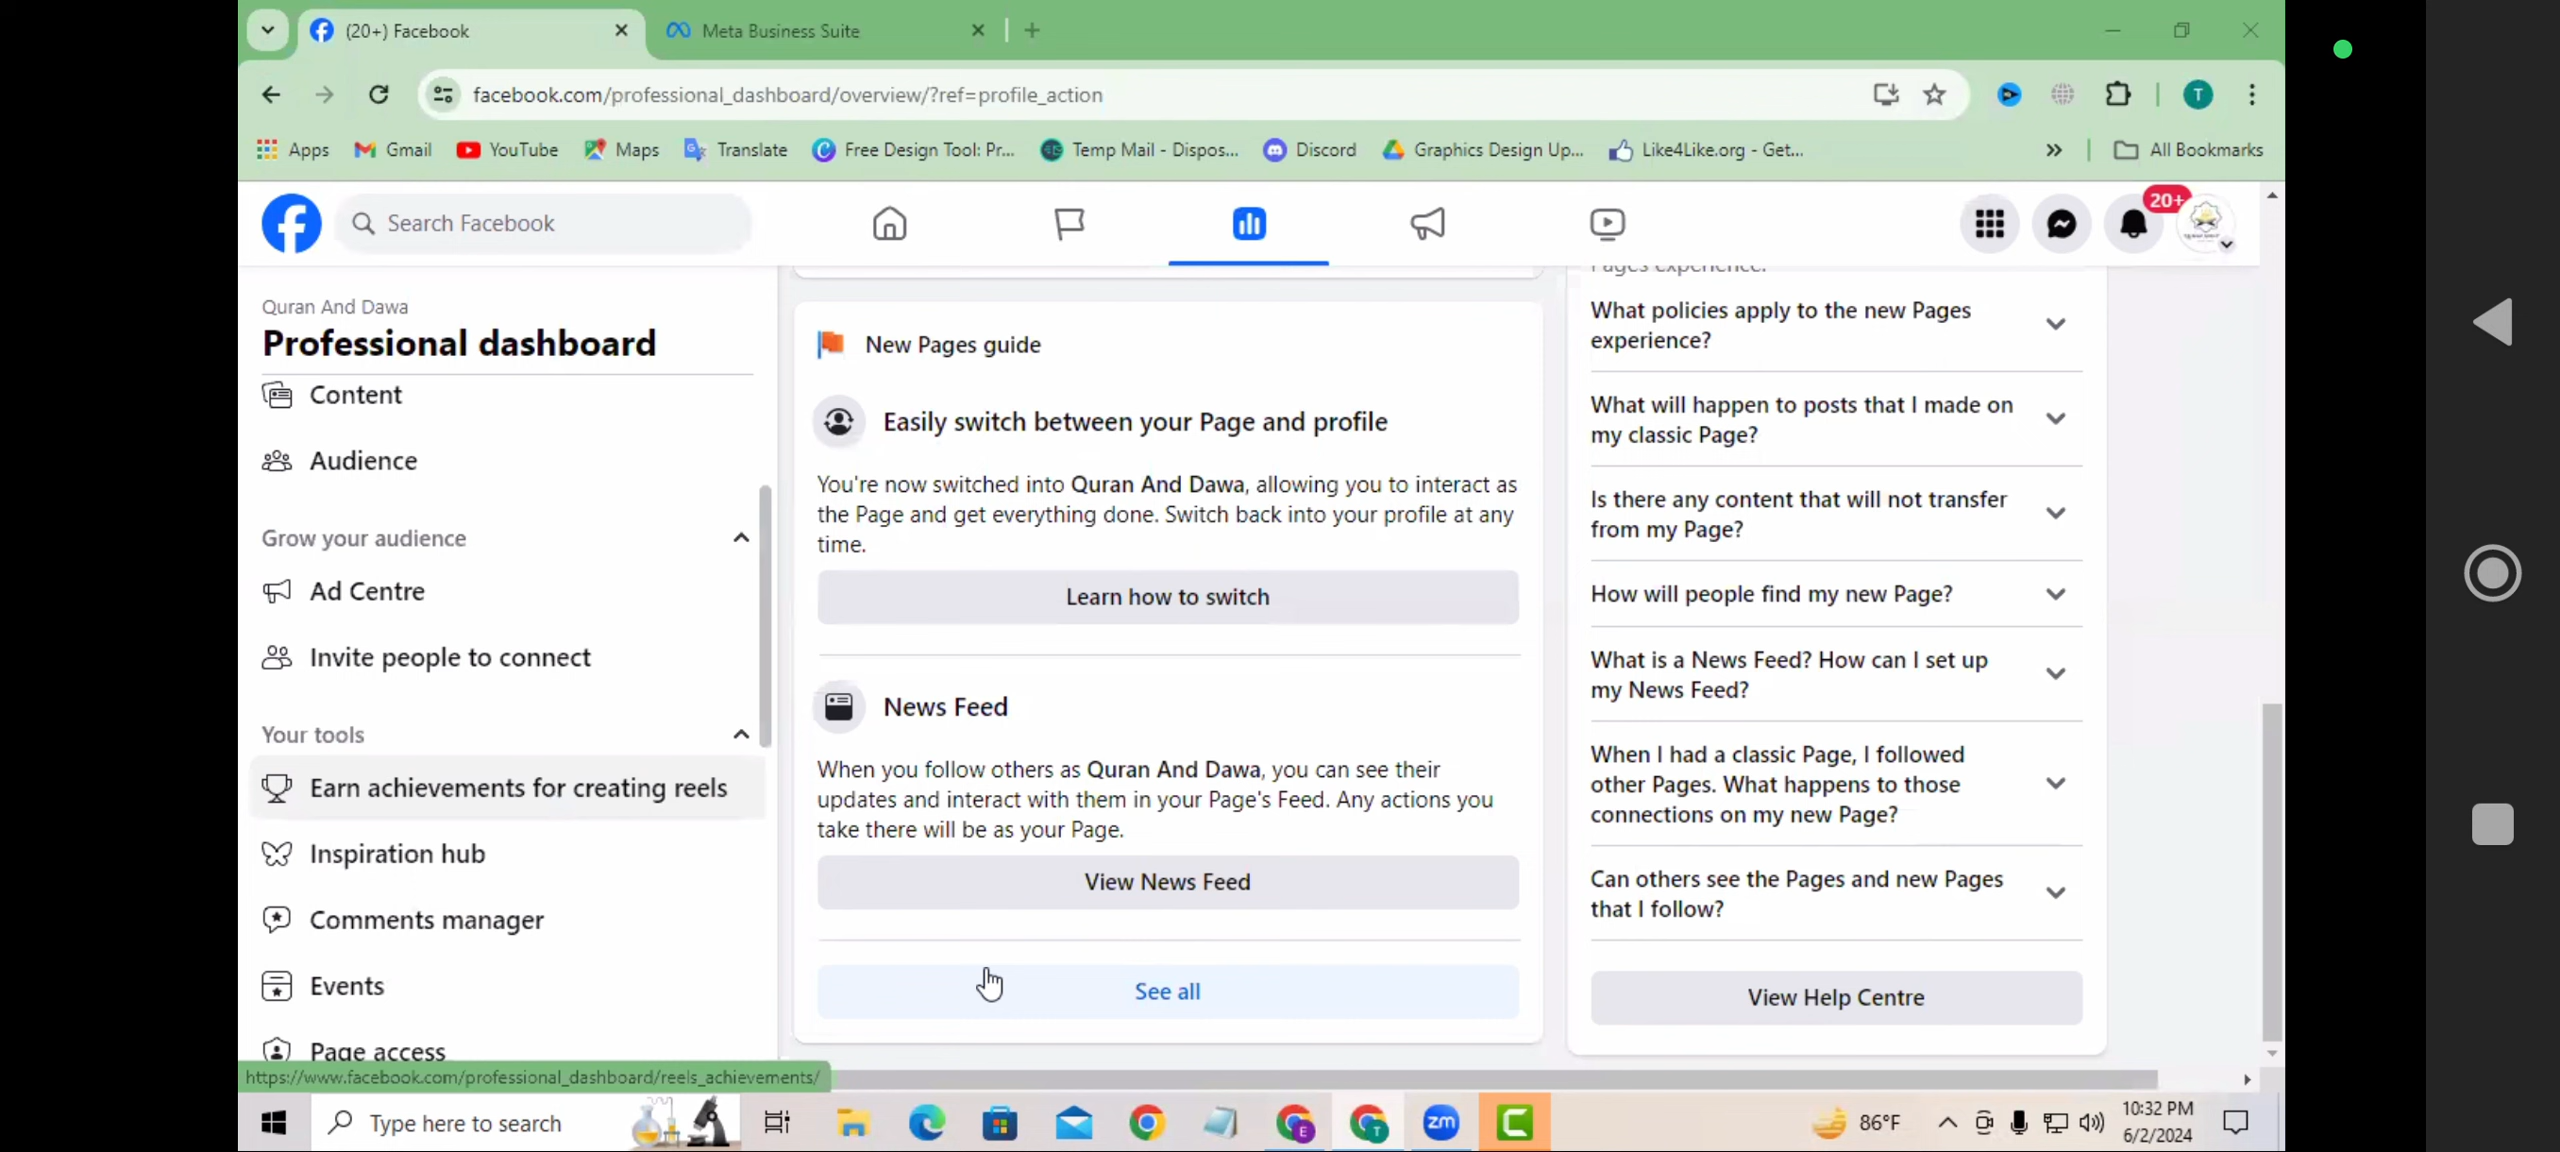 (20+) Facebook
Meta Business Suite
facebook.com/professional_dashboard/overview/?ref=profile_action
Apps
Gmail
YouTube
Maps
Translate
Free Design Tool: Pr...
Temp Mail - Dispos...
Discord
Graphics Design Up...
Like4Like.org - Get...
All Bookmarks
T
Search Facebook
20+
Quran And Dawa
Professional dashboard
Content
Audience
Grow your audience
Ad Centre
Invite people to connect
Your tools
Earn achievements for creating reels
Inspiration hub
Comments manager
Events
Page access
https://www.facebook.com/professional_dashboard/reels_achievements/
New Pages guide
Easily switch between your Page and profile
You're now switched into Quran And Dawa, allowing you to interact as
the Page and get everything done. Switch back into your profile at any
time.
Learn how to switch
News Feed
When you follow others as Quran And Dawa, you can see their
updates and interact with them in your Page's Feed. Any actions you
take there will be as your Page.
View News Feed
See all
Pages experience.
What policies apply to the new Pages
experience?
What will happen to posts that I made on
my classic Page?
Is there any content that will not transfer
from my Page?
How will people find my new Page?
What is a News Feed? How can I set up
my News Feed?
When I had a classic Page, I followed
other Pages. What happens to those
connections on my new Page?
Can others see the Pages and new Pages
that I follow?
View Help Centre
Type here to search
E
T
zm
86°F
10:32 PM
6/2/2024